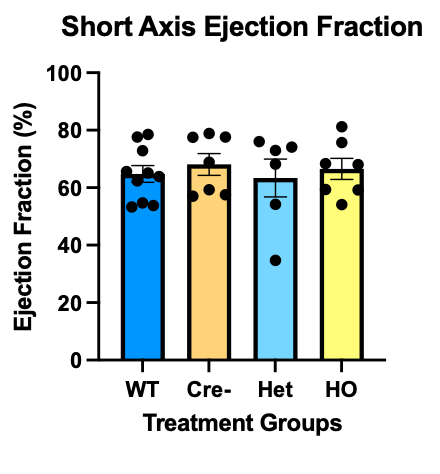 Short Axis Ejection Fraction
Ejection Fraction (%)
100
80
60
40
20
0
WT Cre- Het HO
Treatment Groups